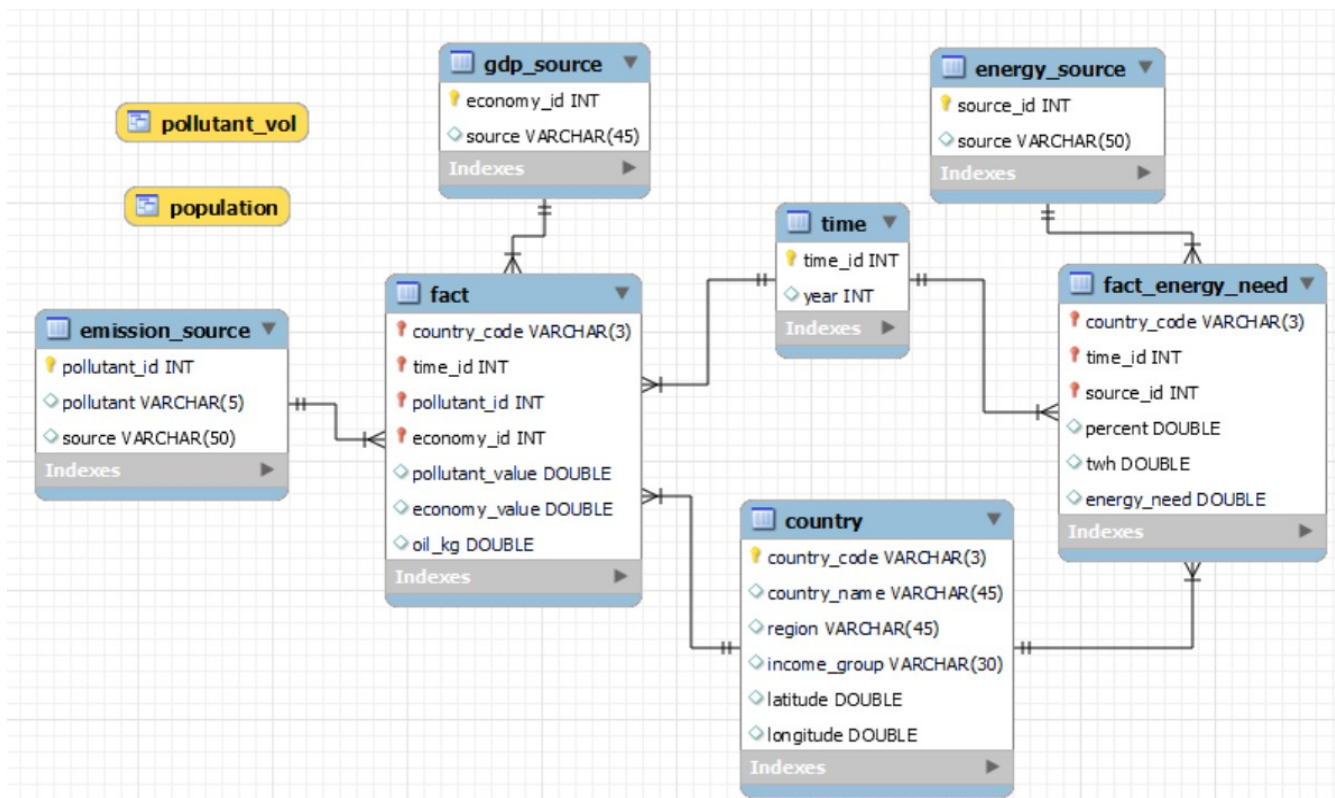 pollutant_vol
population
gdp_source
economy_id INT
source VARCHAR(45)
Indexes
energy_source
source_id INT
source VARCHAR(50)
Indexes
emission_source
pollutant_id INT
pollutant VARCHAR(5)
source VARCHAR(50)
Indexes
fact
country_code VARCHAR(3)
time_id INT
pollutant_id INT
economy_id INT
pollutant_value DOUBLE
economy_value DOUBLE
oil_kg DOUBLE
Indexes
time
time_id INT
year INT
Indexes
fact_energy_need
country_code VARCHAR(3)
time_id INT
source_id INT
percent DOUBLE
twh DOUBLE
energy_need DOUBLE
Indexes
country
country_code VARCHAR(3)
country_name VARCHAR(45)
region VARCHAR(45)
income_group VARCHAR(30)
latitude DOUBLE
longitude DOUBLE
Indexes